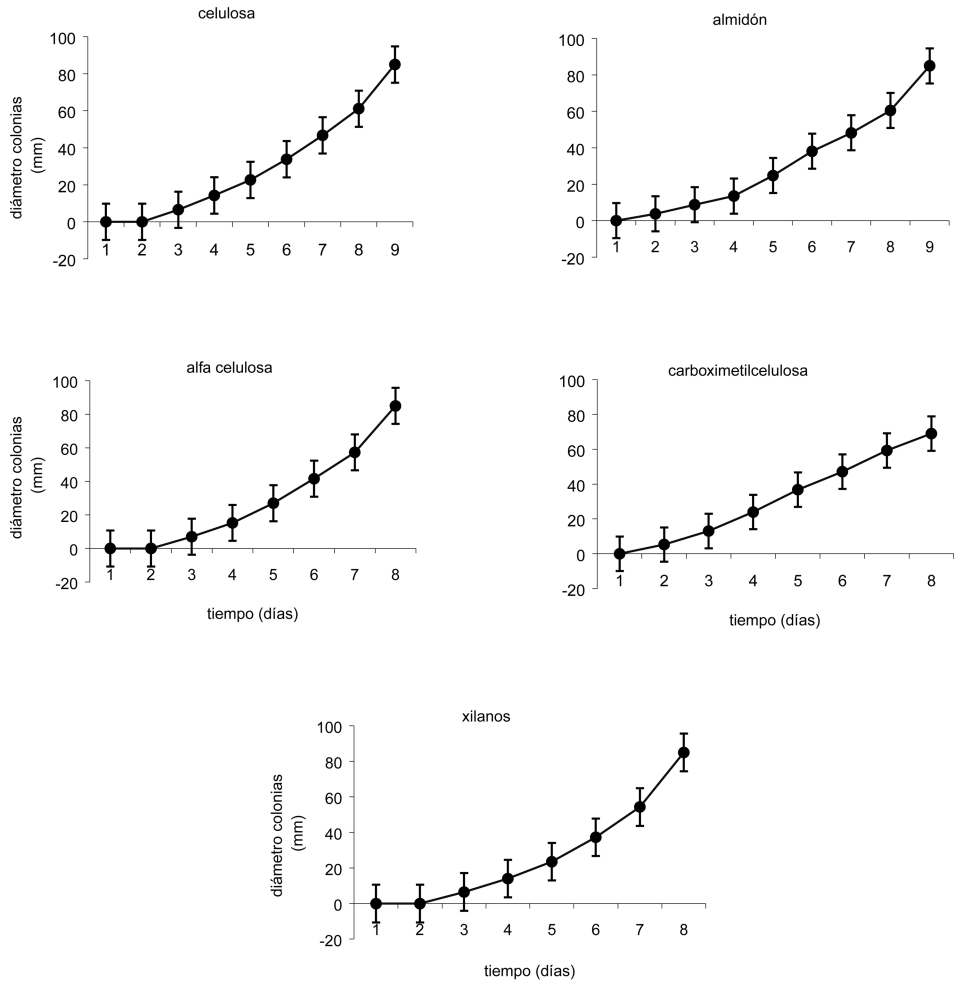 celulosa
100
80
60
40
20
0
-20
1 2 3 4 5 6 7 8 9
diámetro colonias
(mm)
almidón
100
80
60
40
20
0
-20
1 2 3 4 5 6 7 8 9
alfa celulosa
100
80
60
40
20
0
-20
1 2 3 4 5 6 7 8
diámetro colonias
(mm)
tiempo (días)
carboximetilcelulosa
100
80
60
40
20
0
-20
1 2 3 4 5 6 7 8
tiempo (días)
xilanos
100
80
60
40
20
0
-20
1 2 3 4 5 6 7 8
diámetro colonias
(mm)
tiempo (días)